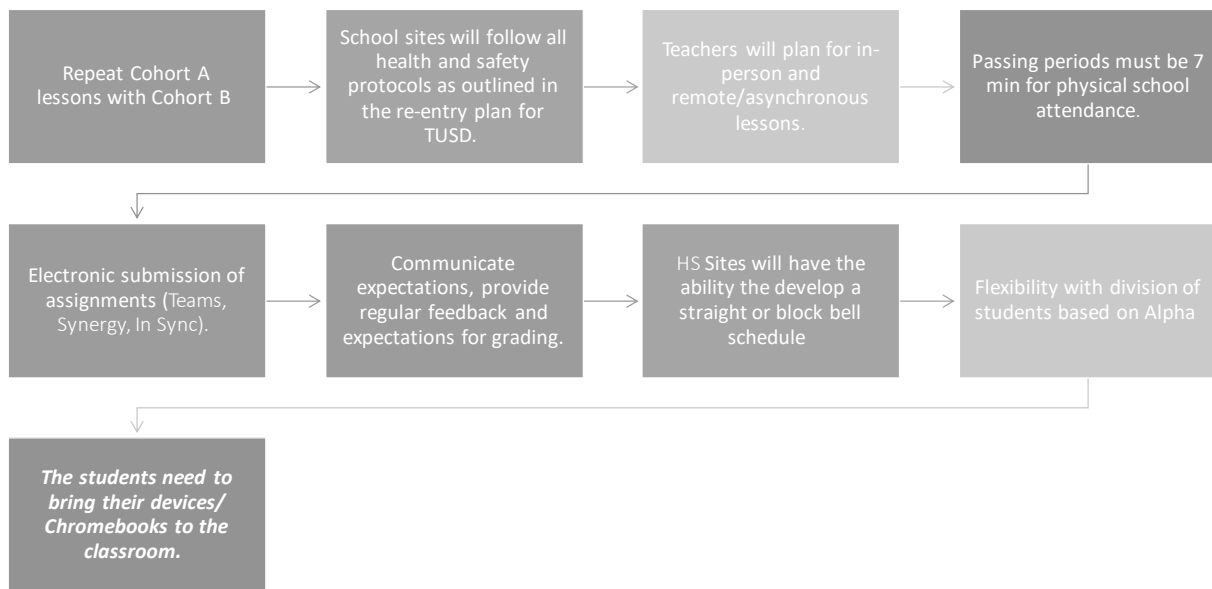 Repeat Cohort A
lessons with Cohort B
School sites will follow all
health and safety
protocols as outlined in
the re-entry plan for
TUSD.
Teachers will plan for in-
person and
remote/asynchronous
lessons.
Passing periods must be 7
min for physical school
attendance.
Electronic submission of
assignments (Teams,
Synergy, In Sync).
Communicate
expectations, provide
regular feedback and
expectations for grading.
HS Sites will have the
ability the develop a
straight or block bell
schedule
Flexibility with division of
students based on Alpha
The students need to
bring their devices/
Chromebooks to the
classroom.